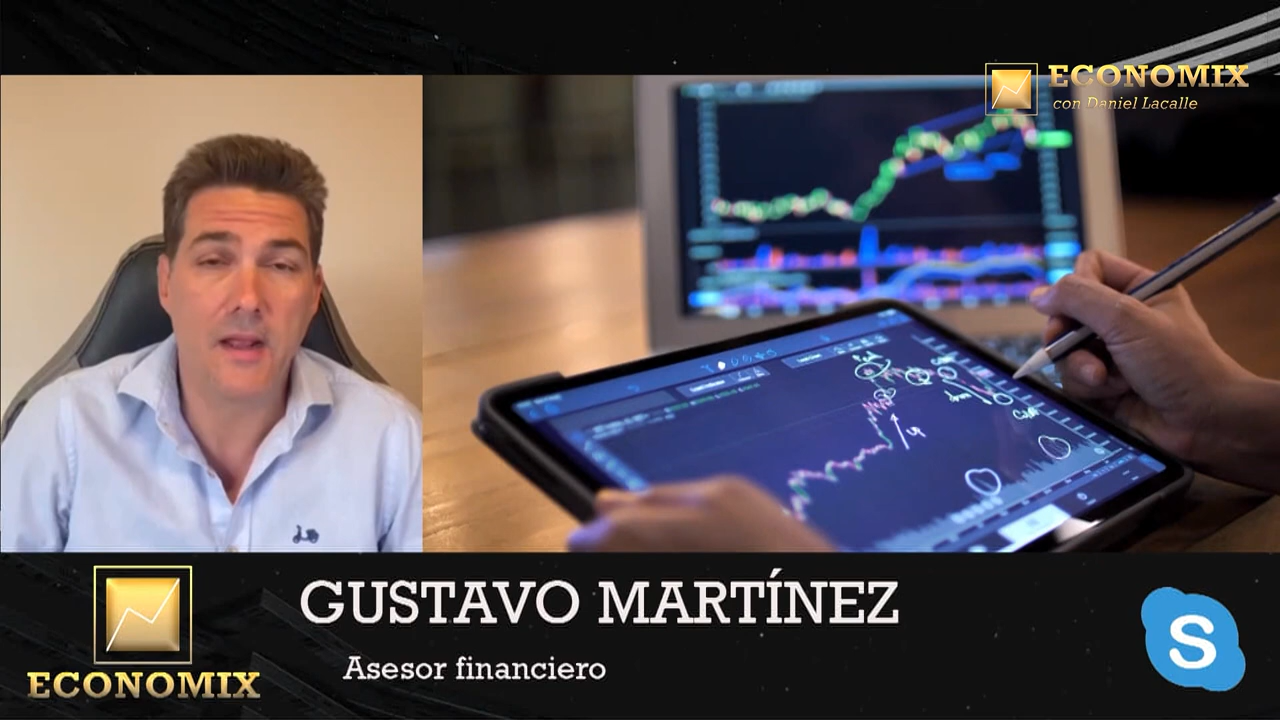 ECONOMIX
con Daniel Lacalle
GUSTAVO MARTÍNEZ
Asesor financiero
ECONOMIX
S